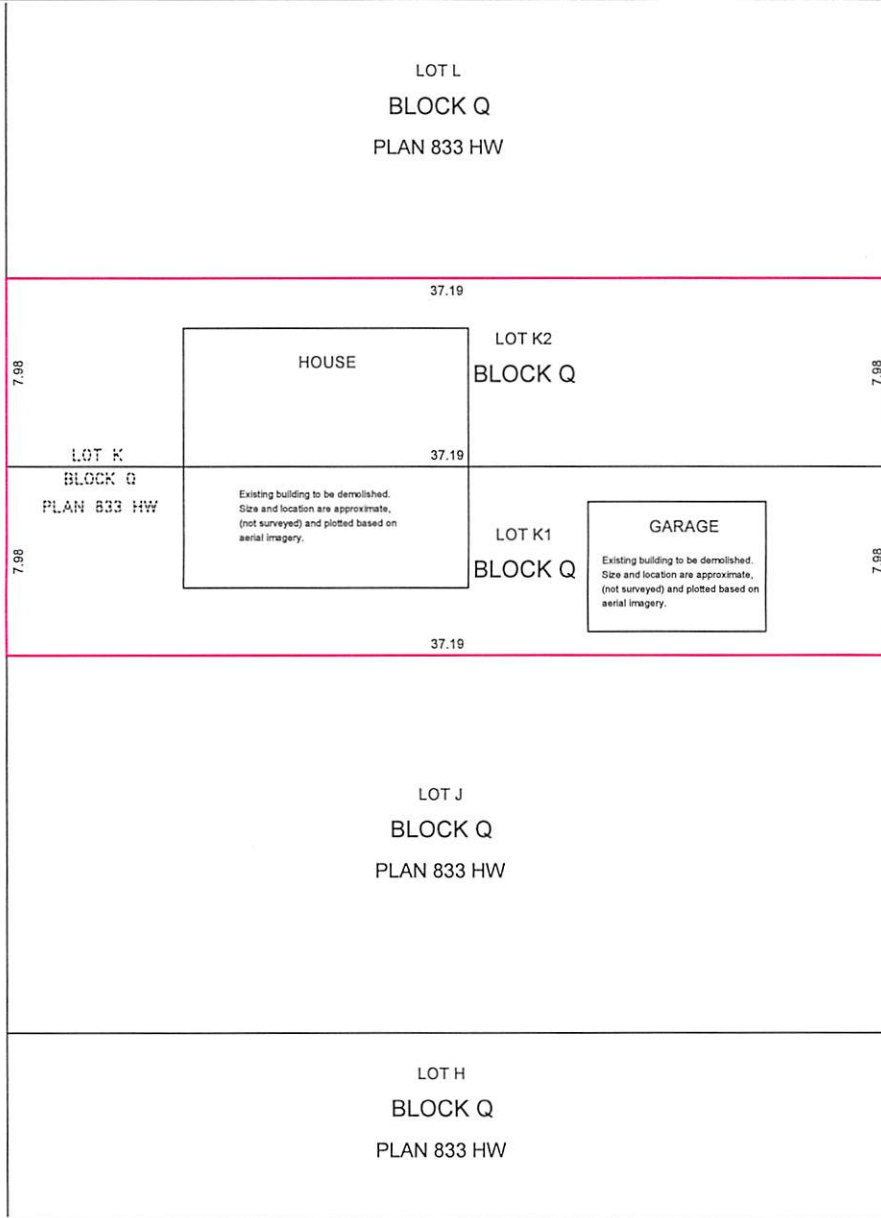 LOT L
BLOCK Q
PLAN 833 HW
37.19
7.98
HOUSE
LOT K2
BLOCK Q
7.98
LOT K
BLOCK Q
PLAN 833 HW
37.19
Existing building to be demolished.
Size and location are approximate,
(not surveyed) and plotted based on
aerial imagery.
7.98
LOT K1
BLOCK Q
GARAGE
Existing building to be demolished.
Size and location are approximate,
(not surveyed) and plotted based on
aerial imagery.
7.98
37.19
LOT J
BLOCK Q
PLAN 833 HW
LOT H
BLOCK Q
PLAN 833 HW